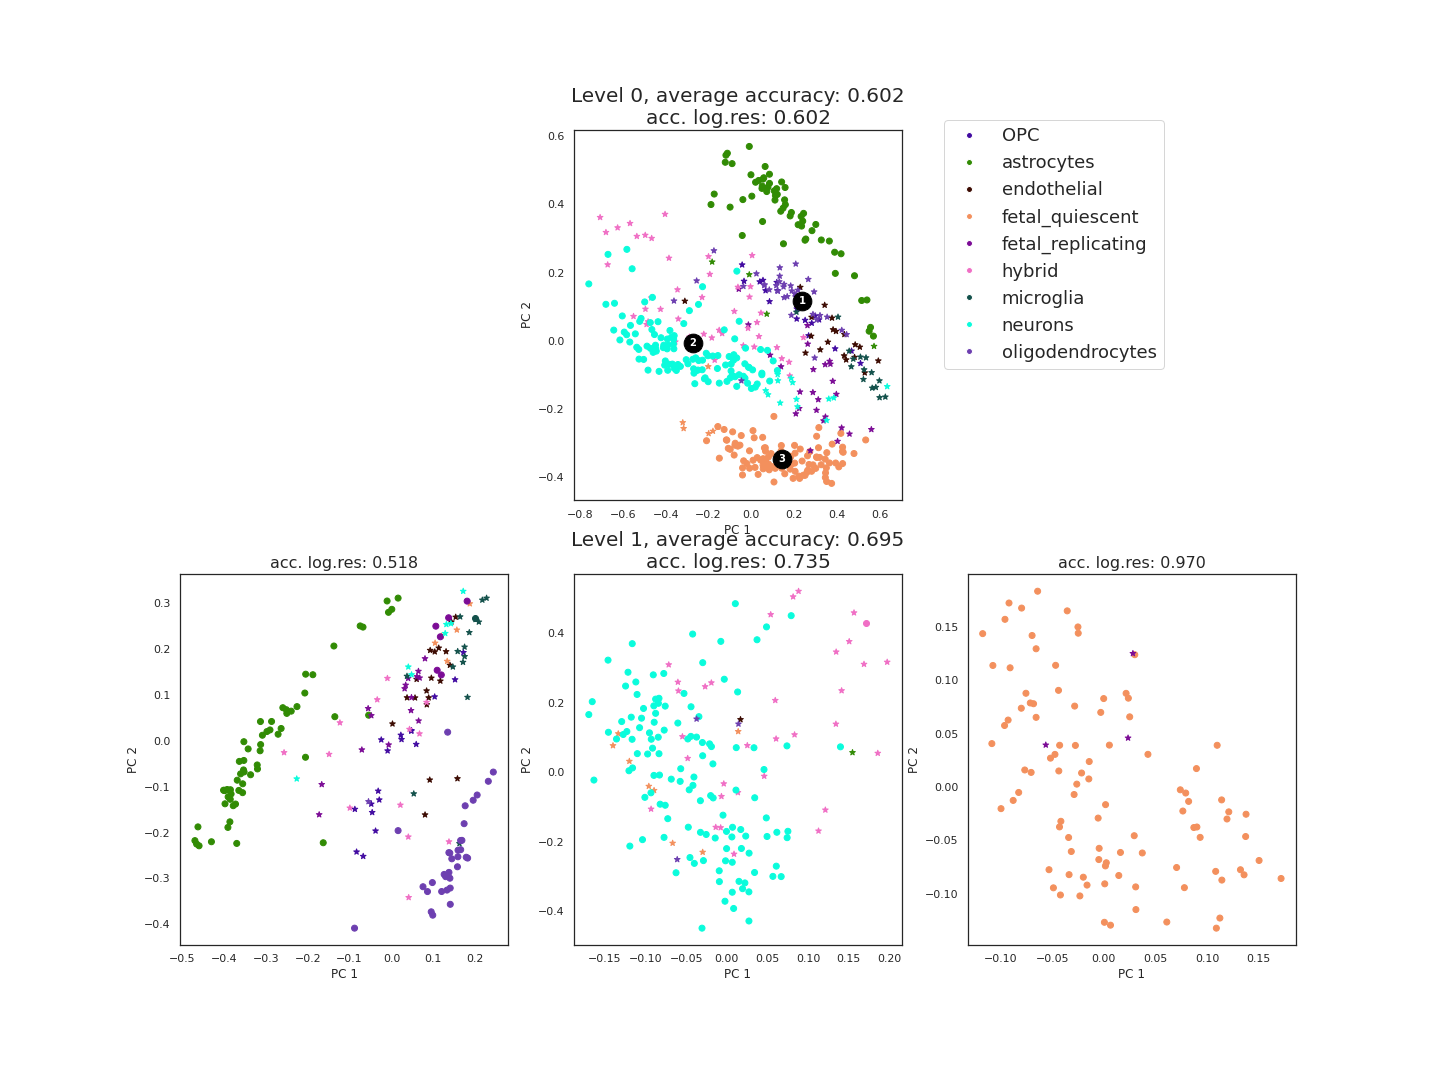 Level 0, average accuracy: 0.602
acc. log.res: 0.602
0.6
0.4
0.2
0.0
−0.2
−0.4
PC 2
1
2
3
−0.8 −0.6 −0.4 −0.2 0.0 0.2 0.4 0.6
PC 1
OPC
astrocytes
endothelial
fetal_quiescent
fetal_replicating
hybrid
microglia
neurons
oligodendrocytes
Level 1, average accuracy: 0.695
acc. log.res: 0.518
0.3
0.2
0.1
0.0
−0.1
−0.2
−0.3
−0.4
PC 2
−0.5 −0.4 −0.3 −0.2 −0.1 0.0 0.1 0.2
PC 1
acc. log.res: 0.735
0.4
0.2
0.0
−0.2
−0.4
PC 2
−0.15 −0.10 −0.05 0.00 0.05 0.10 0.15 0.20
PC 1
acc. log.res: 0.970
0.15
0.10
0.05
0.00
−0.05
−0.10
PC 2
−0.10 −0.05 0.00 0.05 0.10 0.15
PC 1